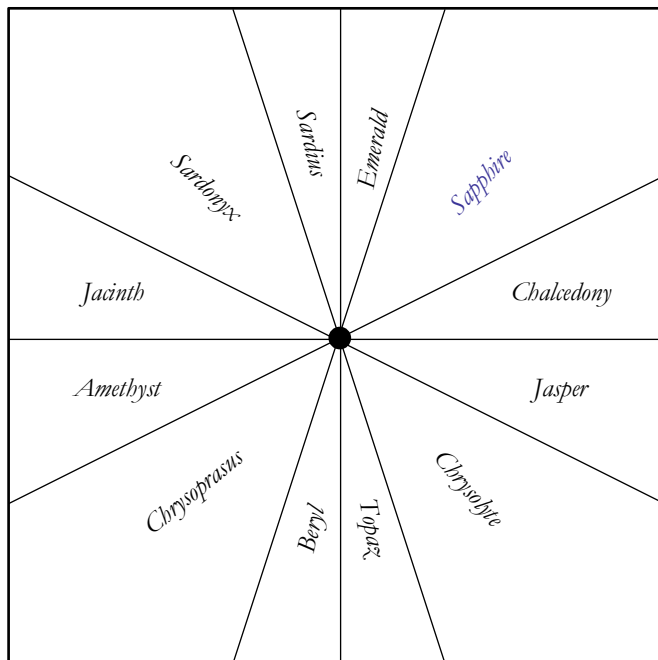 Sardius
Emerald
Sardonyx
Sapphire
Jacinth
Chalcedony
Amethyst
Jasper
Chrysoprasus
Chrysolyte
Beryl
Topaz